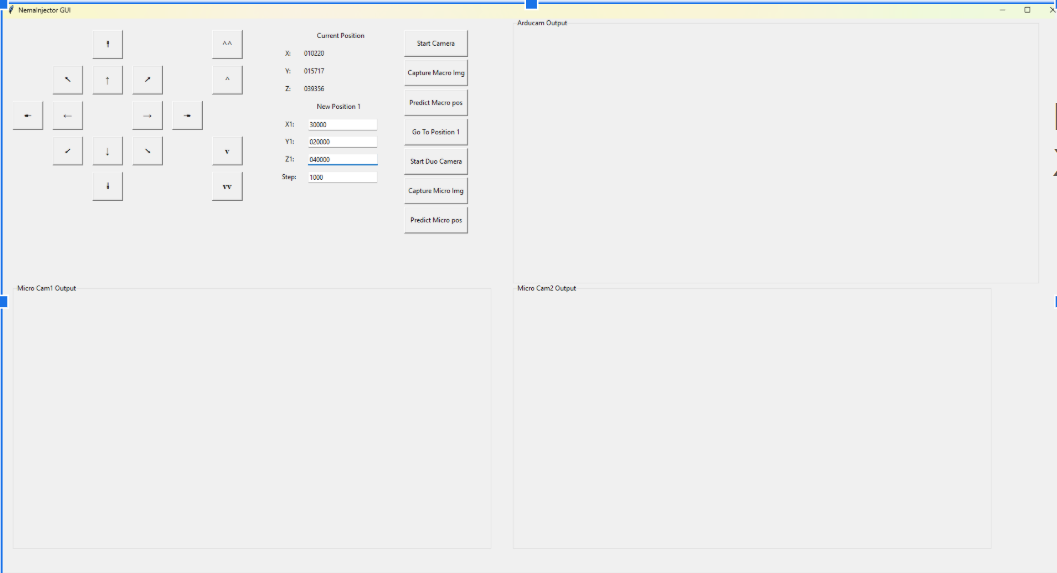 Nemainjector GUI
Arducam Output
Current Position
X: 010220
Y: 015717
Z: 039356
New Position 1
X1: 30000
Y1: 020000
Z1: 040000
Step: 1000
^^
^
v
vv
Start Camera
Capture Macro Img
Predict Macro pos
Go To Position 1
Start Duo Camera
Capture Micro Img
Predict Micro pos
Micro Cam1 Output
Micro Cam2 Output